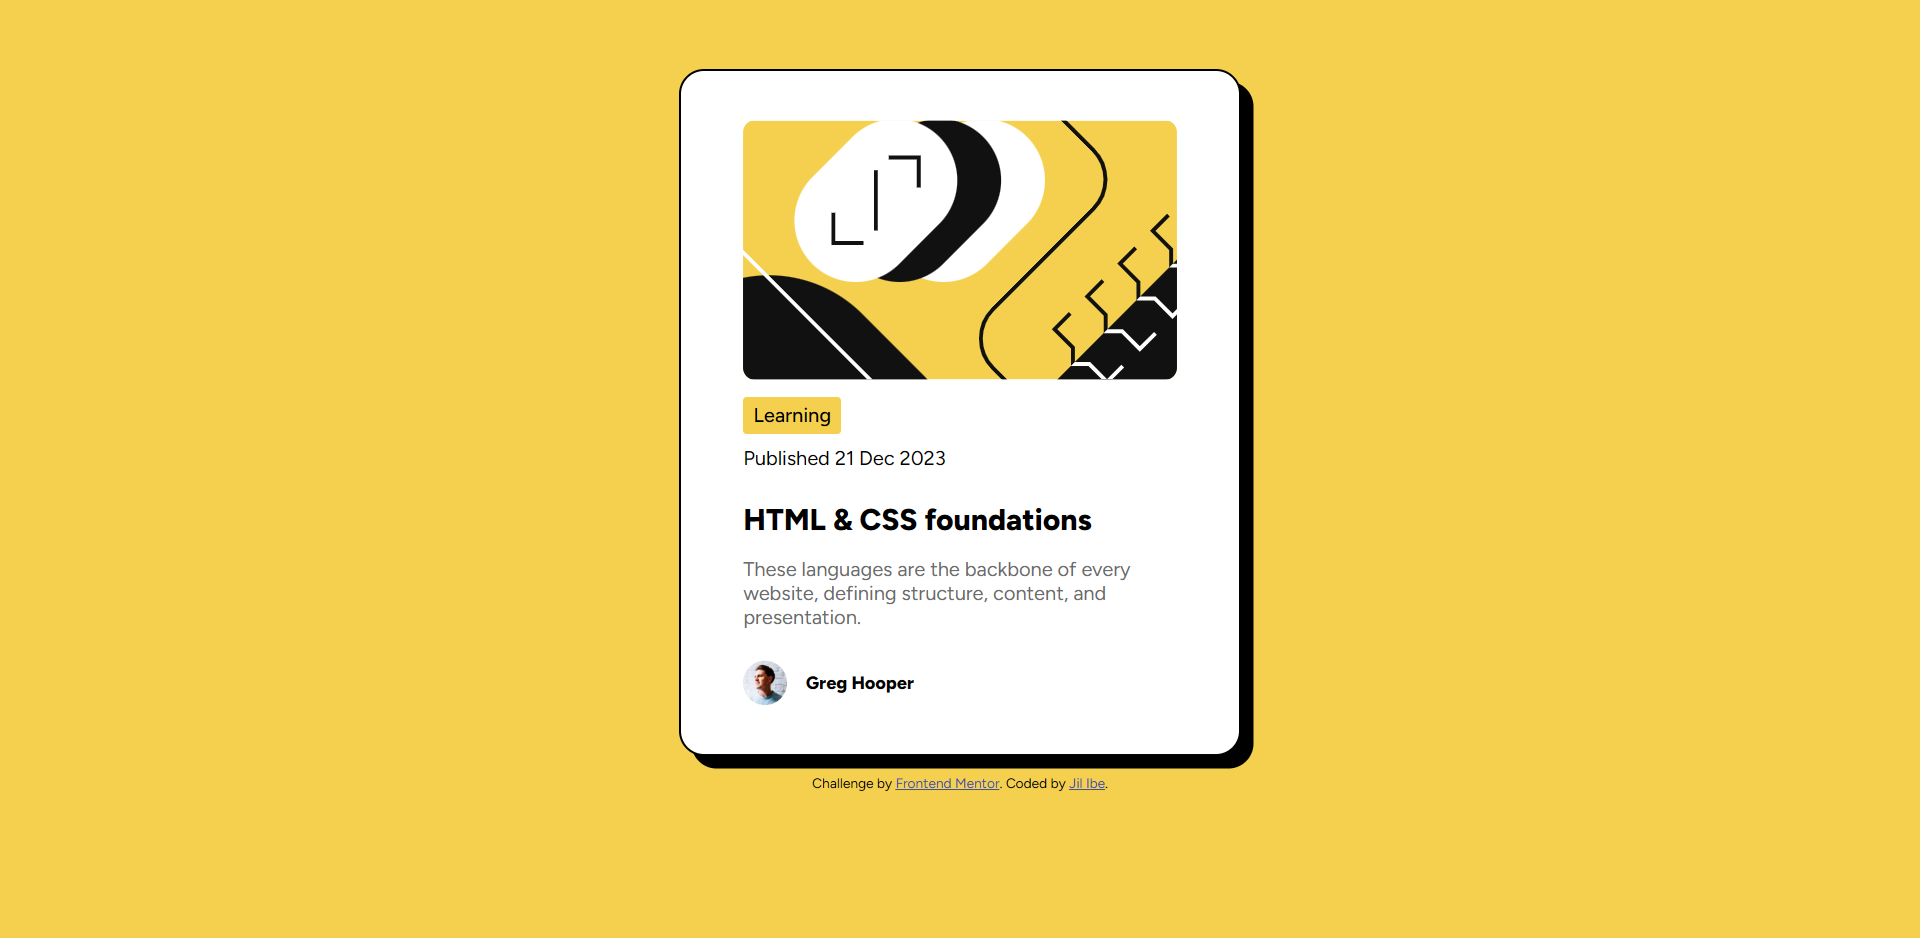 Learning
Published 21 Dec 2023
HTML & CSS foundations
These languages are the backbone of every
website, defining structure, content, and
presentation.
Greg Hooper
Challenge by Frontend Mentor. Coded by Jil Ibe.